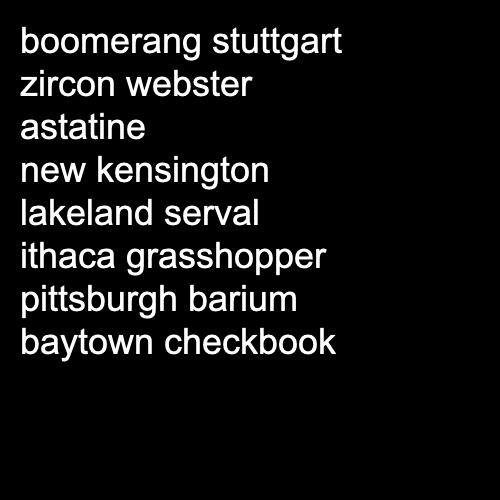 boomerang stuttgart
zircon webster
astatine
new kensington
lakeland serval
ithaca grasshopper
pittsburgh barium
baytown checkbook